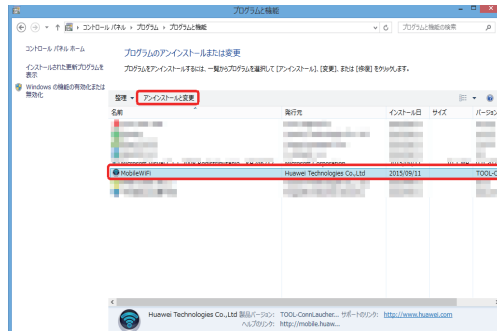 プログラムと機能
コントロール パネル ▸ プログラム ▸ プログラムと機能
プログラムと機能の検索
コントロール パネル ホーム
インストールされた更新プログラムを
表示
Windows の機能の有効化または
無効化
プログラムのアンインストールまたは変更
プログラムをアンインストールするには、一覧からプログラムを選択して [アンインストール]、[変更]、または [修復] をクリックします。
整理 アンインストールと変更
名前 発行元 インストール日 サイズ バージョン
MobileWiFi Huawei Technologies Co.,Ltd 2015/09/11 TOOL-C
Huawei Technologies Co.,Ltd 製品バージョン: TOOL-ConnLaucher... サポートのリンク: http://www.huawei.com
ヘルプのリンク: http://mobile.huaw...